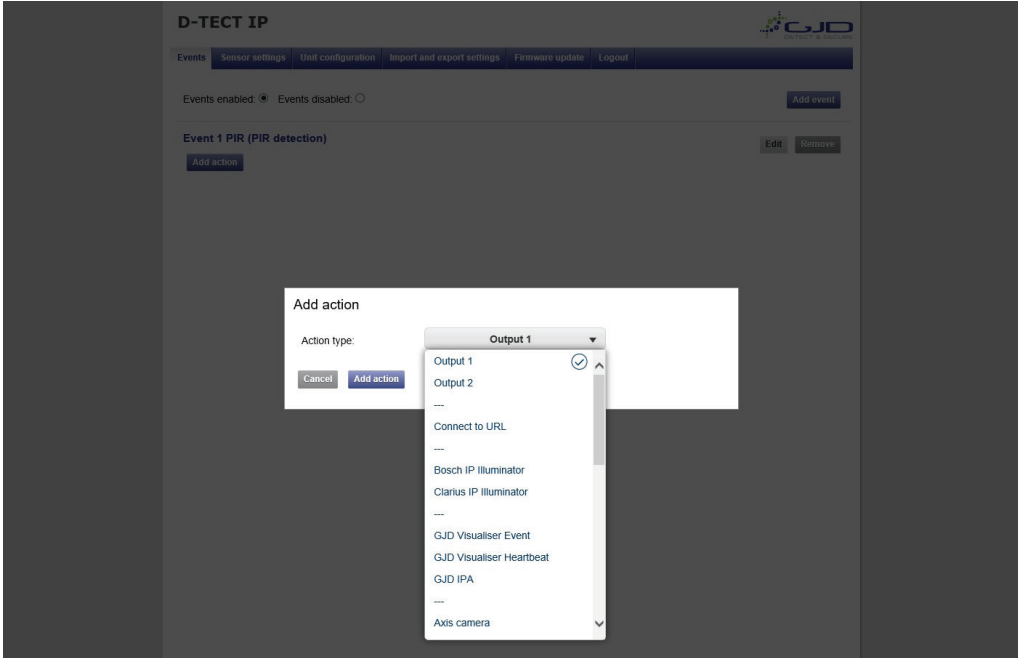 D-TECT IP
GJD
DETECT & SECURE
Events Sensor settings Unit configuration Import and export settings Firmware update Logout
Events enabled: Events disabled: Add event
Event 1 PIR (PIR detection)
Edit Remove
Add action
Add action
Action type: Output 1
Output 1
Output 2
---
Connect to URL
---
Bosch IP Illuminator
Clarius IP Illuminator
---
GJD Visualiser Event
GJD Visualiser Heartbeat
GJD IPA
---
Axis camera
Cancel Add action